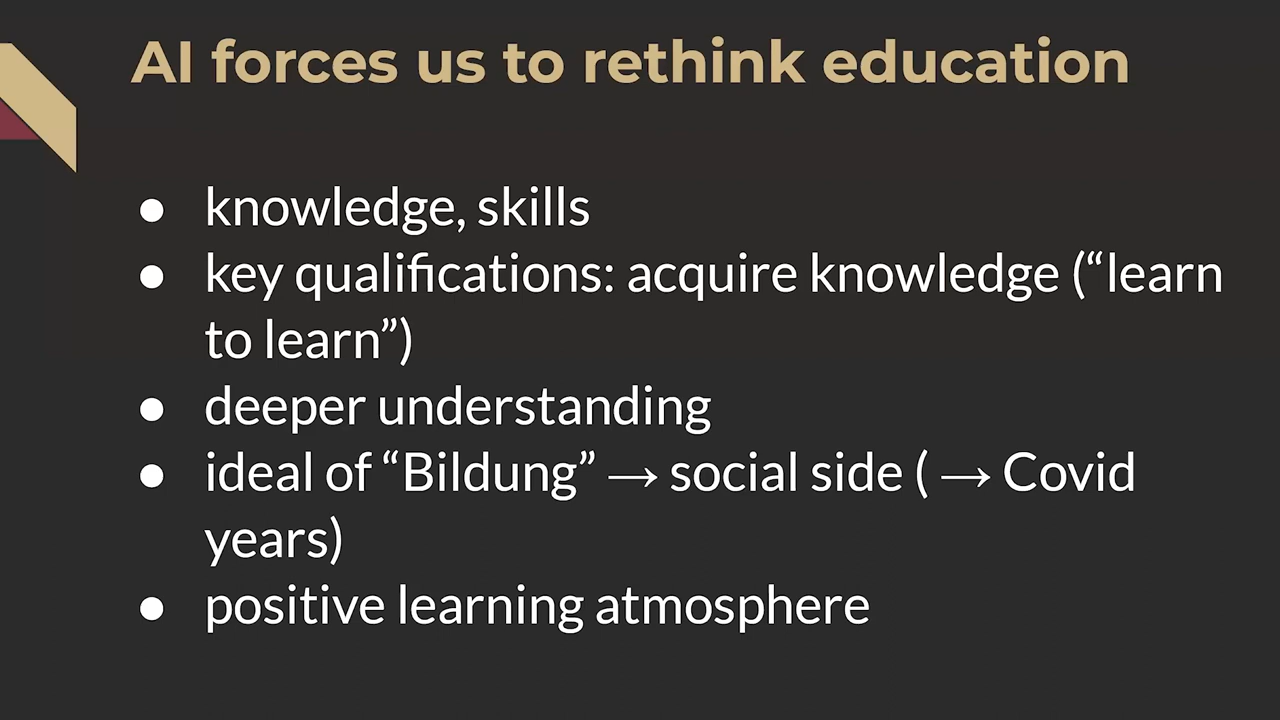 AI forces us to rethink education
● knowledge, skills
● key qualifications: acquire knowledge (“learn
to learn”)
● deeper understanding
● ideal of “Bildung” → social side ( → Covid
years)
● positive learning atmosphere